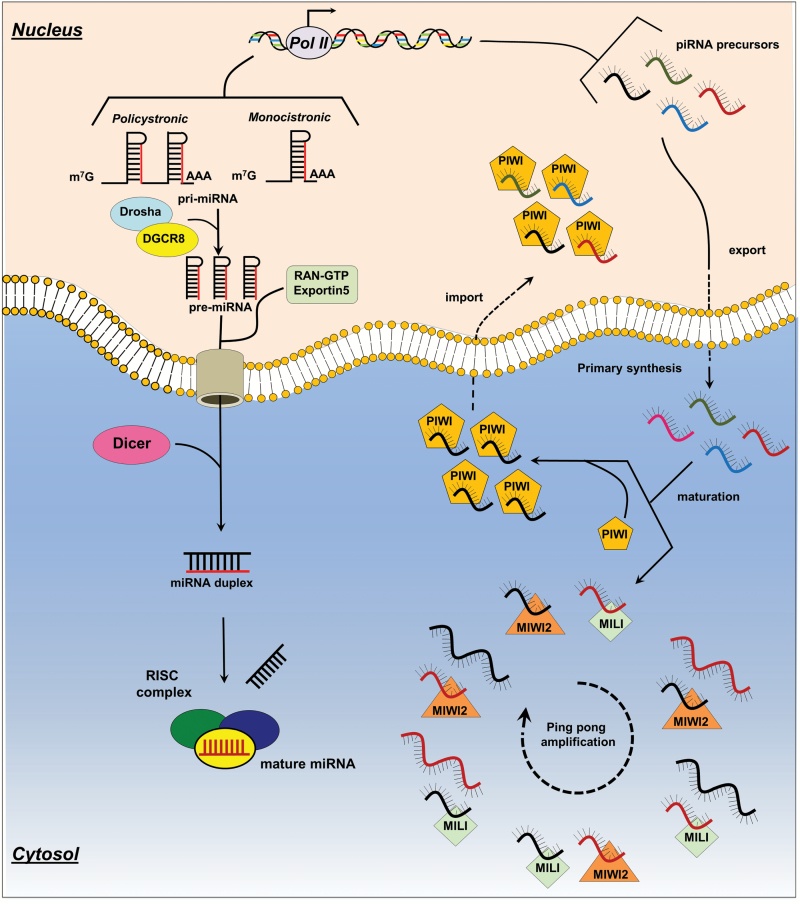 Nucleus
Pol II
piRNA precursors
Policystronic
Monocistronic
m⁷G
AAA
m⁷G
AAA
pri-miRNA
Drosha
DGCR8
pre-miRNA
RAN-GTP
Exportin5
PIWI
PIWI
PIWI
PIWI
import
export
Primary synthesis
Dicer
PIWI
PIWI
PIWI
PIWI
maturation
PIWI
miRNA duplex
RISC
complex
mature miRNA
MIWI2
MILI
MIWI2
MIWI2
Ping pong
amplification
MILI
MILI
MILI
MIWI2
Cytosol